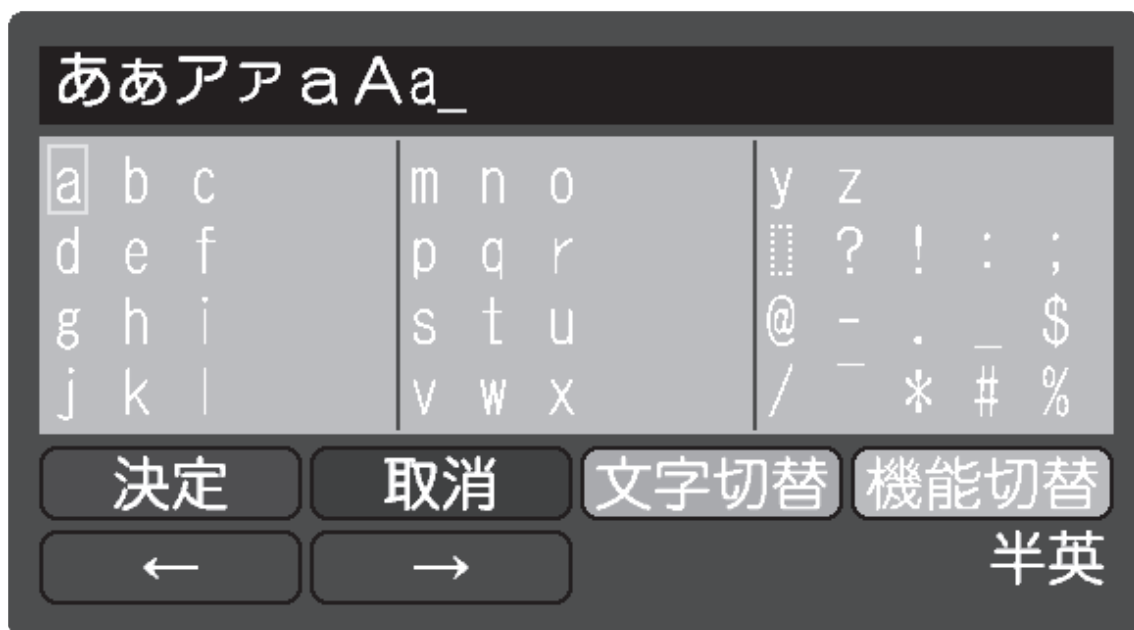 あぁアァａＡa_
a b c m n o y z
d e f p q r ? ! : ;
g h i s t u @ - . _ $
j k l v w x / ‾ * # %
決定 取消 文字切替 機能切替
← → 半英